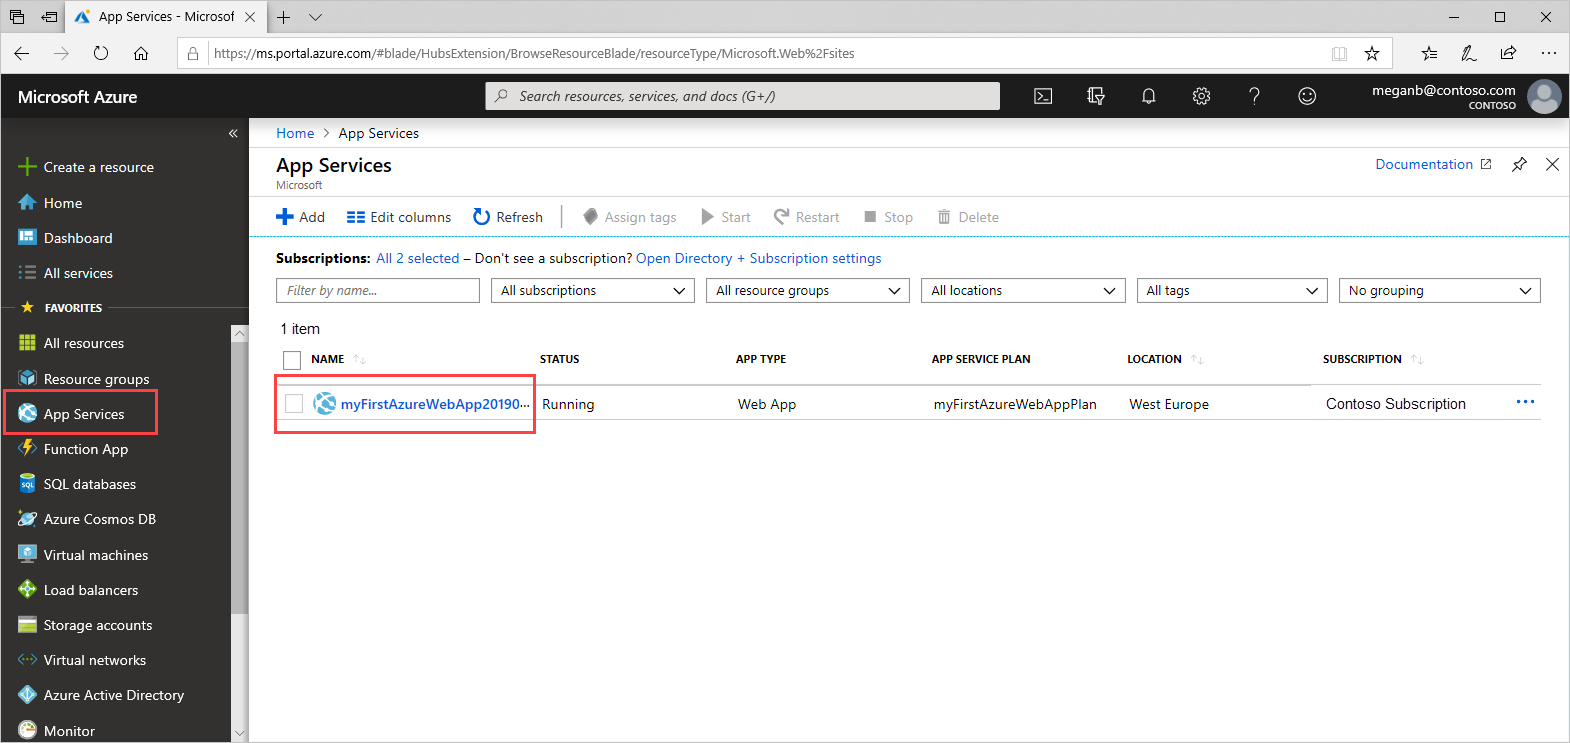 App Services - Microsof
https://ms.portal.azure.com/#blade/HubsExtension/BrowseResourceBlade/resourceType/Microsoft.Web%2Fsites
Microsoft Azure
Search resources, services, and docs (G+/)
meganb@contoso.com
CONTOSO
Create a resource
Home
Dashboard
All services
FAVORITES
All resources
Resource groups
App Services
Function App
SQL databases
Azure Cosmos DB
Virtual machines
Load balancers
Storage accounts
Virtual networks
Azure Active Directory
Monitor
Home > App Services
App Services
Microsoft
Documentation
Add Edit columns Refresh Assign tags Start Restart Stop Delete
Subscriptions: All 2 selected – Don't see a subscription? Open Directory + Subscription settings
Filter by name... All subscriptions All resource groups All locations All tags No grouping
1 item
NAME STATUS APP TYPE APP SERVICE PLAN LOCATION SUBSCRIPTION
myFirstAzureWebApp20190... Running Web App myFirstAzureWebAppPlan West Europe Contoso Subscription